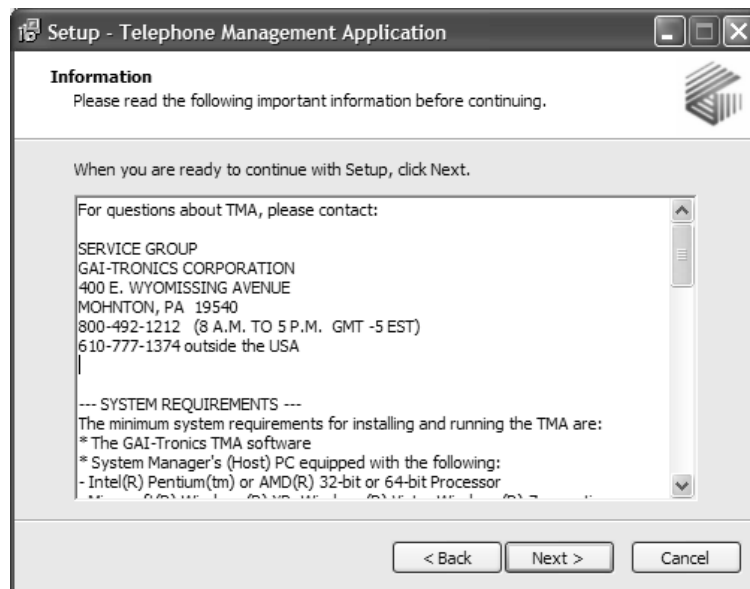 Setup - Telephone Management Application
Information
Please read the following important information before continuing.
When you are ready to continue with Setup, click Next.
For questions about TMA, please contact:
SERVICE GROUP
GAI-TRONICS CORPORATION
400 E. WYOMISSING AVENUE
MOHNTON, PA  19540
800-492-1212   (8 A.M. TO 5 P.M.  GMT -5 EST)
610-777-1374 outside the USA
--- SYSTEM REQUIREMENTS ---
The minimum system requirements for installing and running the TMA are:
* The GAI-Tronics TMA software
* System Manager's (Host) PC equipped with the following:
- Intel(R) Pentium(tm) or AMD(R) 32-bit or 64-bit Processor
< Back
Next >
Cancel